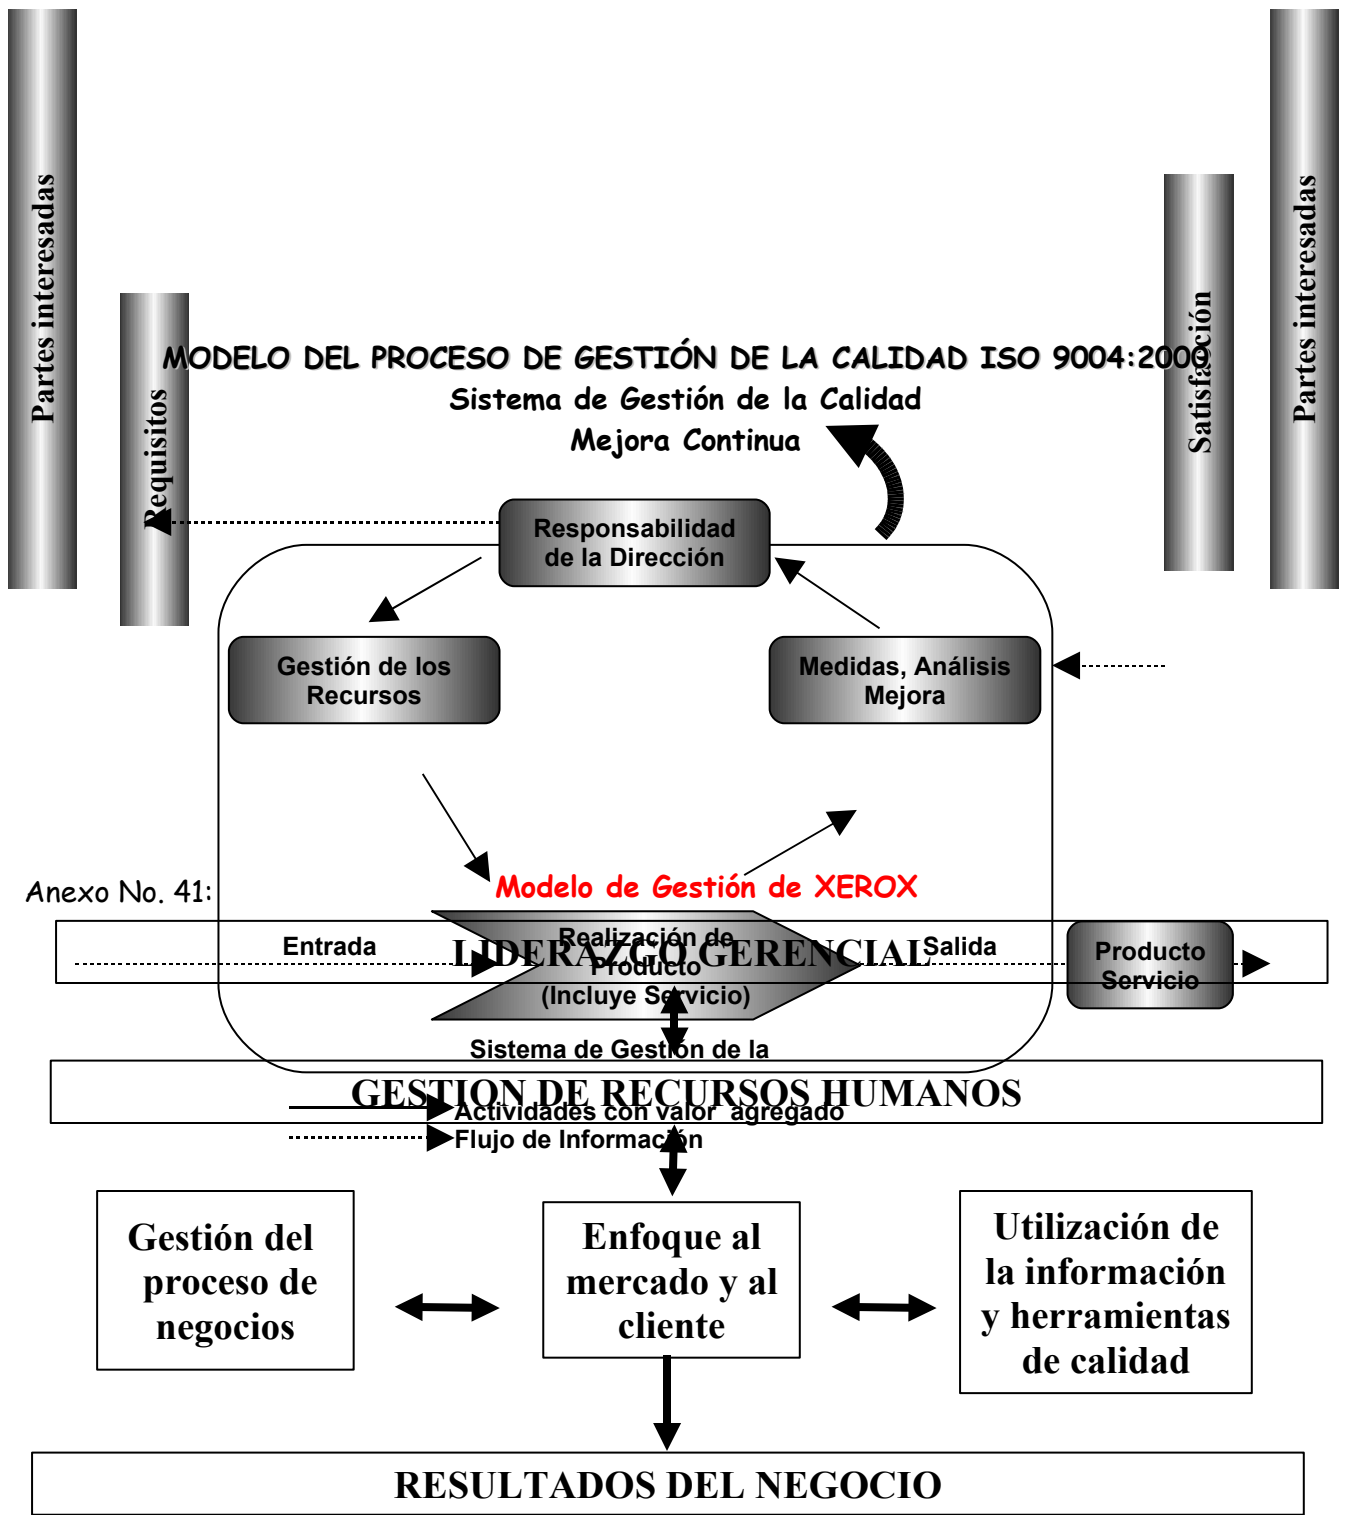 Partes interesadas
Partes interesadas
Satisfacción
Requisitos
MODELO DEL PROCESO DE GESTIÓN DE LA CALIDAD ISO 9004:2000
Sistema de Gestión de la Calidad
Mejora Continua
Responsabilidad
de la Dirección
Gestión de los
Recursos
Medidas, Análisis
Mejora
Anexo No. 41:
Modelo de Gestión de XEROX
Entrada
Realización de
Producto
(Incluye Servicio)
Salida
Producto
Servicio
LIDERAZGO GERENCIAL
Sistema de Gestión de la
GESTION DE RECURSOS HUMANOS
Actividades con valor agregado
Flujo de Información
Gestión del
proceso de
negocios
Enfoque al
mercado y al
cliente
Utilización de
la información
y herramientas
de calidad
RESULTADOS DEL NEGOCIO